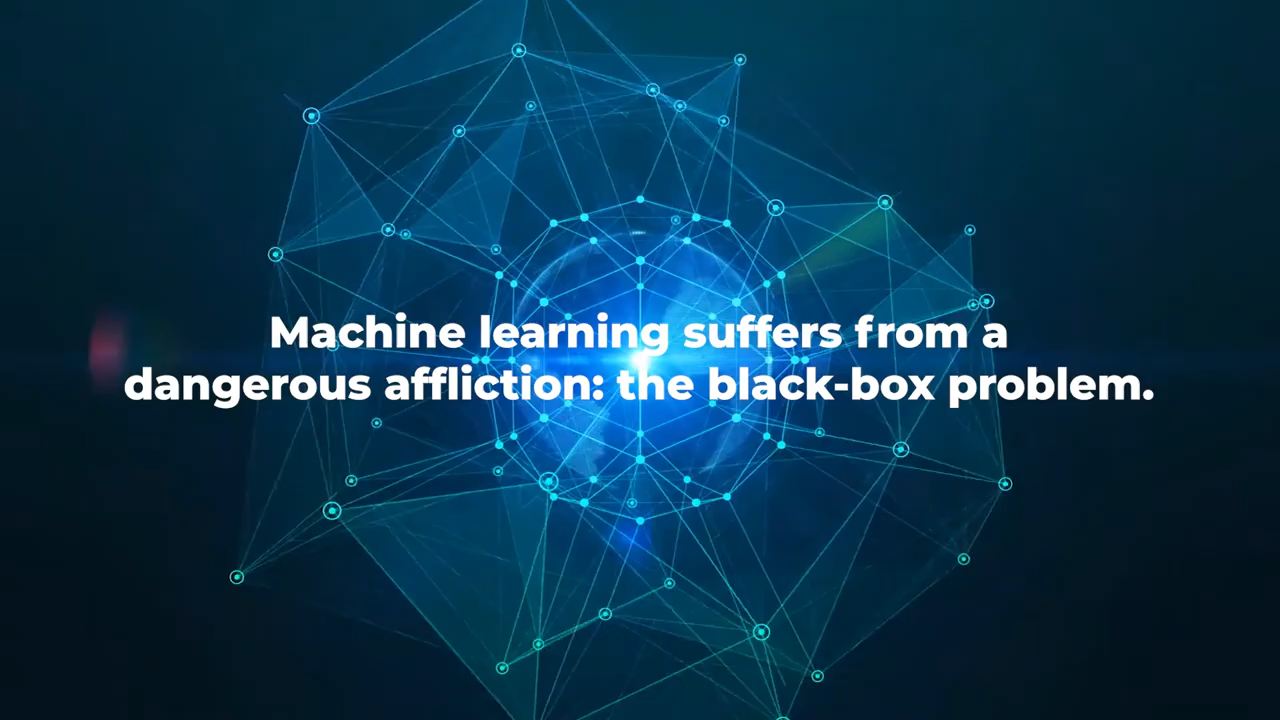 Machine learning suffers from a
dangerous affliction: the black-box problem.